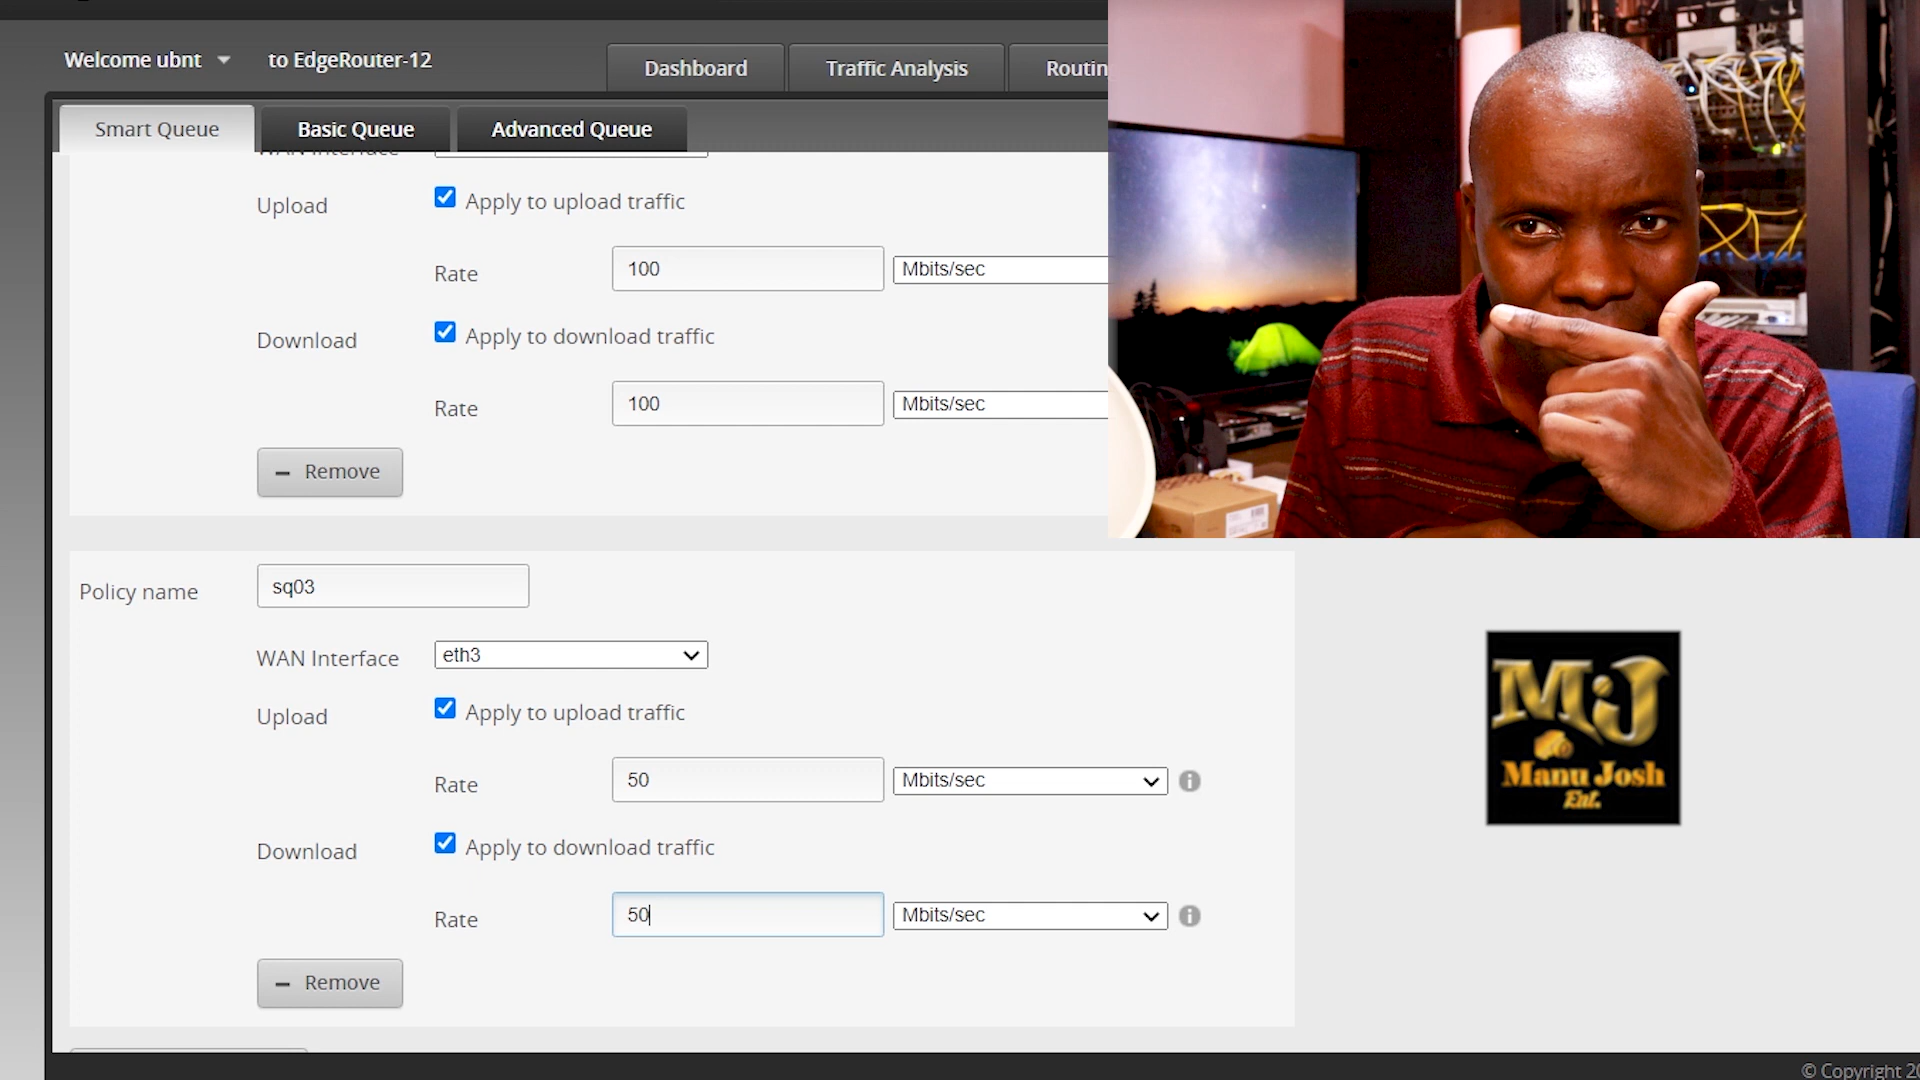 Welcome ubnt to EdgeRouter-12
Dashboard Traffic Analysis Routin
Smart Queue Basic Queue Advanced Queue
WAN Interface
Upload Apply to upload traffic
Rate 100 Mbits/sec
Download Apply to download traffic
Rate 100 Mbits/sec
Remove
Policy name sq03
WAN Interface eth3
Upload Apply to upload traffic
Rate 50 Mbits/sec
Download Apply to download traffic
Rate 50 Mbits/sec
Remove
MJ
Manu Josh
Ent.
© Copyright 20